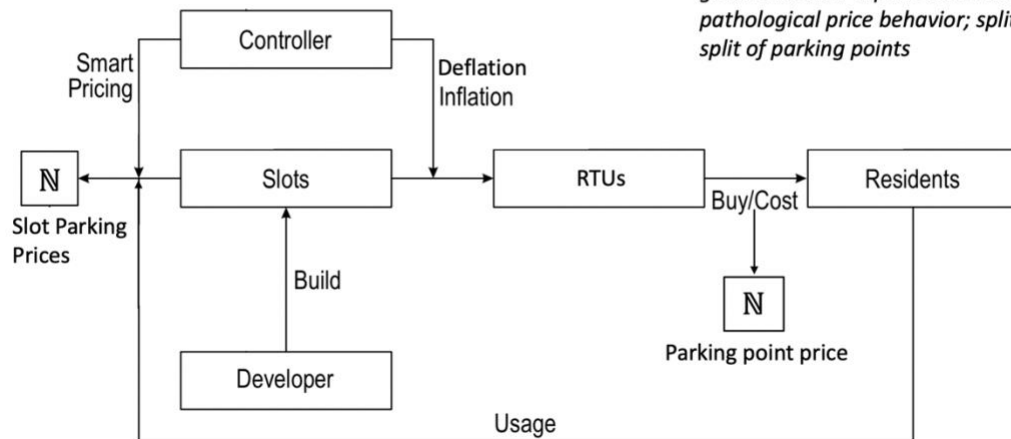 pathological price behavior; split
split of parking points
Controller
Smart
Pricing
Deflation
Inflation
ℕ
Slots
RTUs
Residents
Buy/Cost
Slot Parking
Prices
Build
ℕ
Parking point price
Developer
Usage